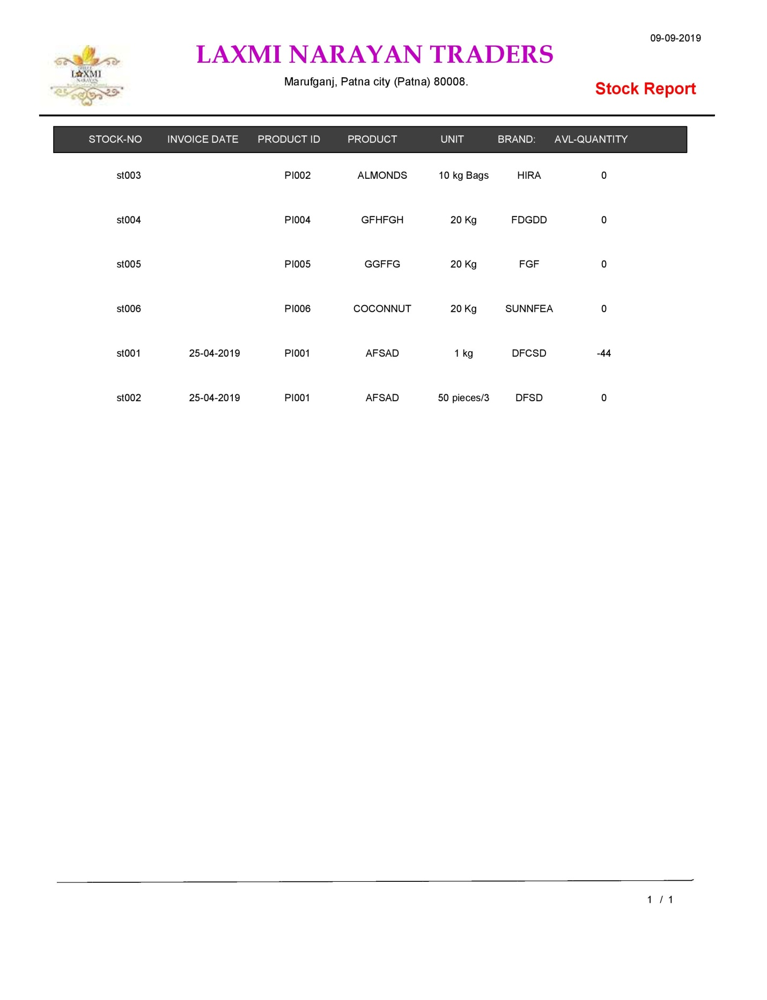 09-09-2019
LAXMI NARAYAN TRADERS
LAXMI
NARAYAN
Marufganj, Patna city (Patna) 80008.
Stock Report
STOCK-NO INVOICE DATE PRODUCT ID PRODUCT UNIT BRAND: AVL-QUANTITY
st003 PI002 ALMONDS 10 kg Bags HIRA 0
st004 PI004 GFHFGH 20 Kg FDGDD 0
st005 PI005 GGFFG 20 Kg FGF 0
st006 PI006 COCONNUT 20 Kg SUNNFEA 0
st001 25-04-2019 PI001 AFSAD 1 kg DFCSD -44
st002 25-04-2019 PI001 AFSAD 50 pieces/3 DFSD 0
1 / 1